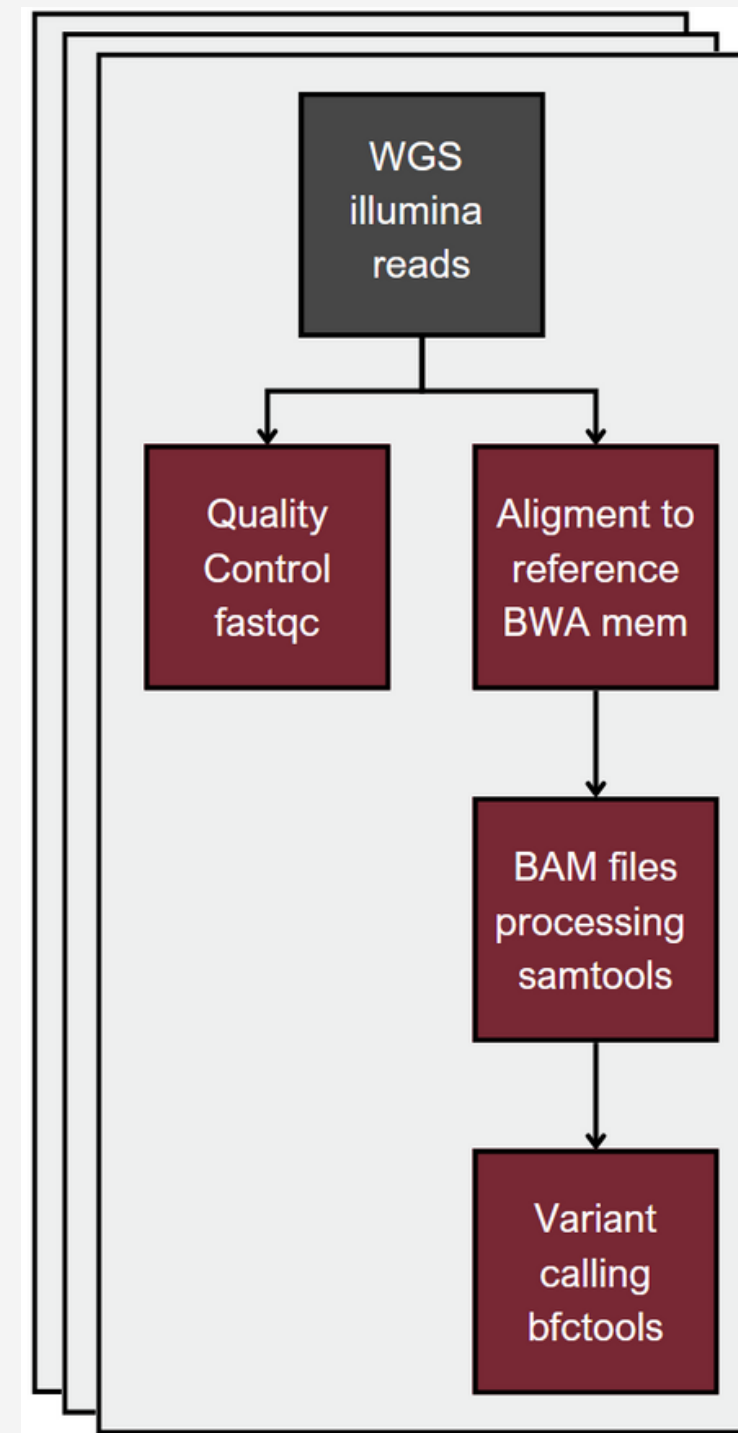 WGS
illumina
reads
Quality
Control
fastqc
Aligment to
reference
BWA mem
BAM files
processing
samtools
Variant
calling
bfctools